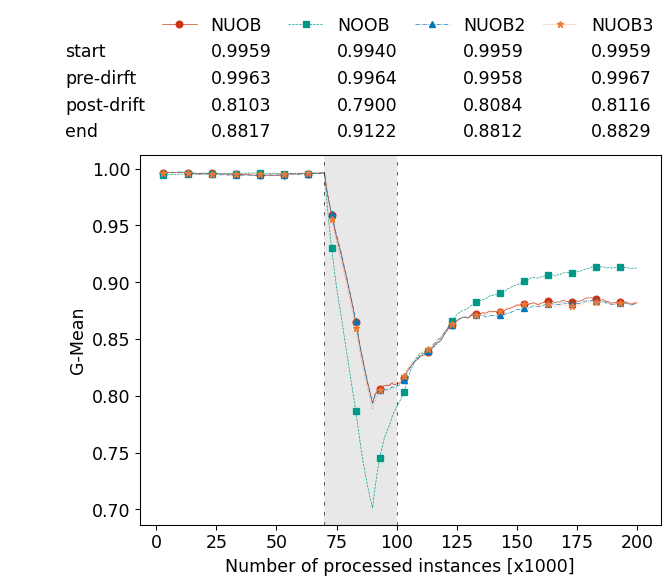 NUOB NOOB NUOB2 NUOB3
start 0.9959 0.9940 0.9959 0.9959
pre-dirft 0.9963 0.9964 0.9958 0.9967
post-drift 0.8103 0.7900 0.8084 0.8116
end 0.8817 0.9122 0.8812 0.8829
1.00
0.95
0.90
0.85
0.80
0.75
0.70
G-Mean
0 25 50 75 100 125 150 175 200
Number of processed instances [x1000]